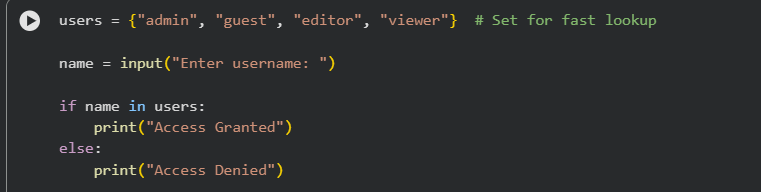 users = {"admin", "guest", "editor", "viewer"}  # Set for fast lookup
name = input("Enter username: ")
if name in users:
    print("Access Granted")
else:
    print("Access Denied")